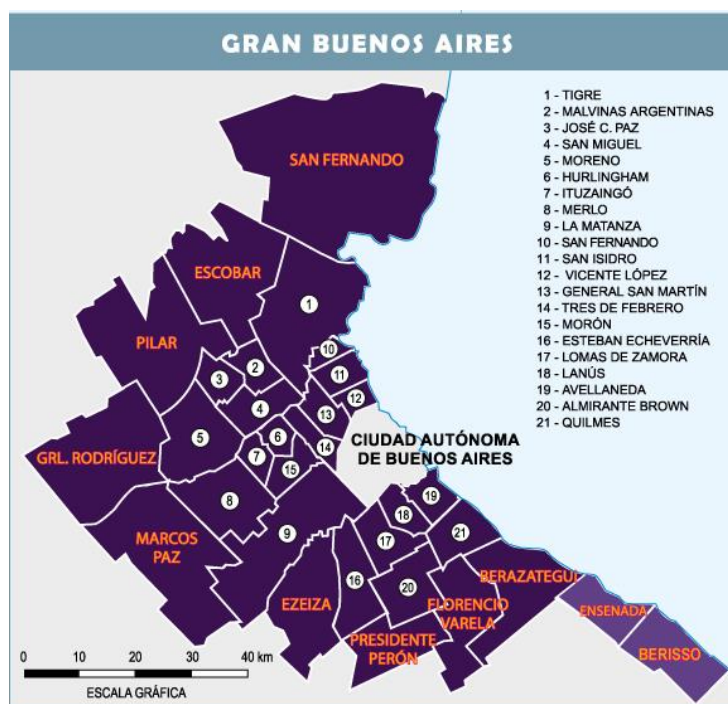 GRAN BUENOS AIRES
1 - TIGRE
2 - MALVINAS ARGENTINAS
3 - JOSÉ C. PAZ
4 - SAN MIGUEL
5 - MORENO
6 - HURLINGHAM
7 - ITUZAINGÓ
8 - MERLO
9 - LA MATANZA
10 - SAN FERNANDO
11 - SAN ISIDRO
12 - VICENTE LÓPEZ
13 - GENERAL SAN MARTÍN
14 - TRES DE FEBRERO
15 - MORÓN
16 - ESTEBAN ECHEVERRÍA
17 - LOMAS DE ZAMORA
18 - LANÚS
19 - AVELLANEDA
20 - ALMIRANTE BROWN
21 - QUILMES
SAN FERNANDO
ESCOBAR
1
PILAR
10
2
11
3
12
4
13
5
6
CIUDAD AUTÓNOMA
DE BUENOS AIRES
14
7
GRL. RODRÍGUEZ
15
8
19
18
9
21
17
MARCOS
PAZ
16
20
BERAZATEGUI
EZEIZA
FLORENCIO
VARELA
ENSENADA
PRESIDENTE
PERÓN
BERISSO
0 10 20 30 40 km
ESCALA GRÁFICA